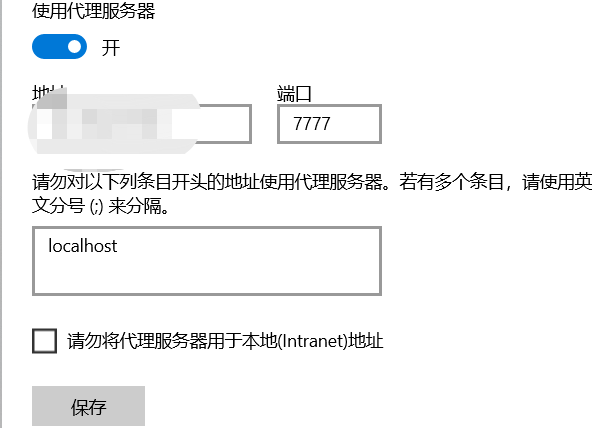 使用代理服务器
开
地址 端口
7777
请勿对以下列条目开头的地址使用代理服务器。若有多个条目，请使用英
文分号 (;) 来分隔。
localhost
请勿将代理服务器用于本地(Intranet)地址
保存